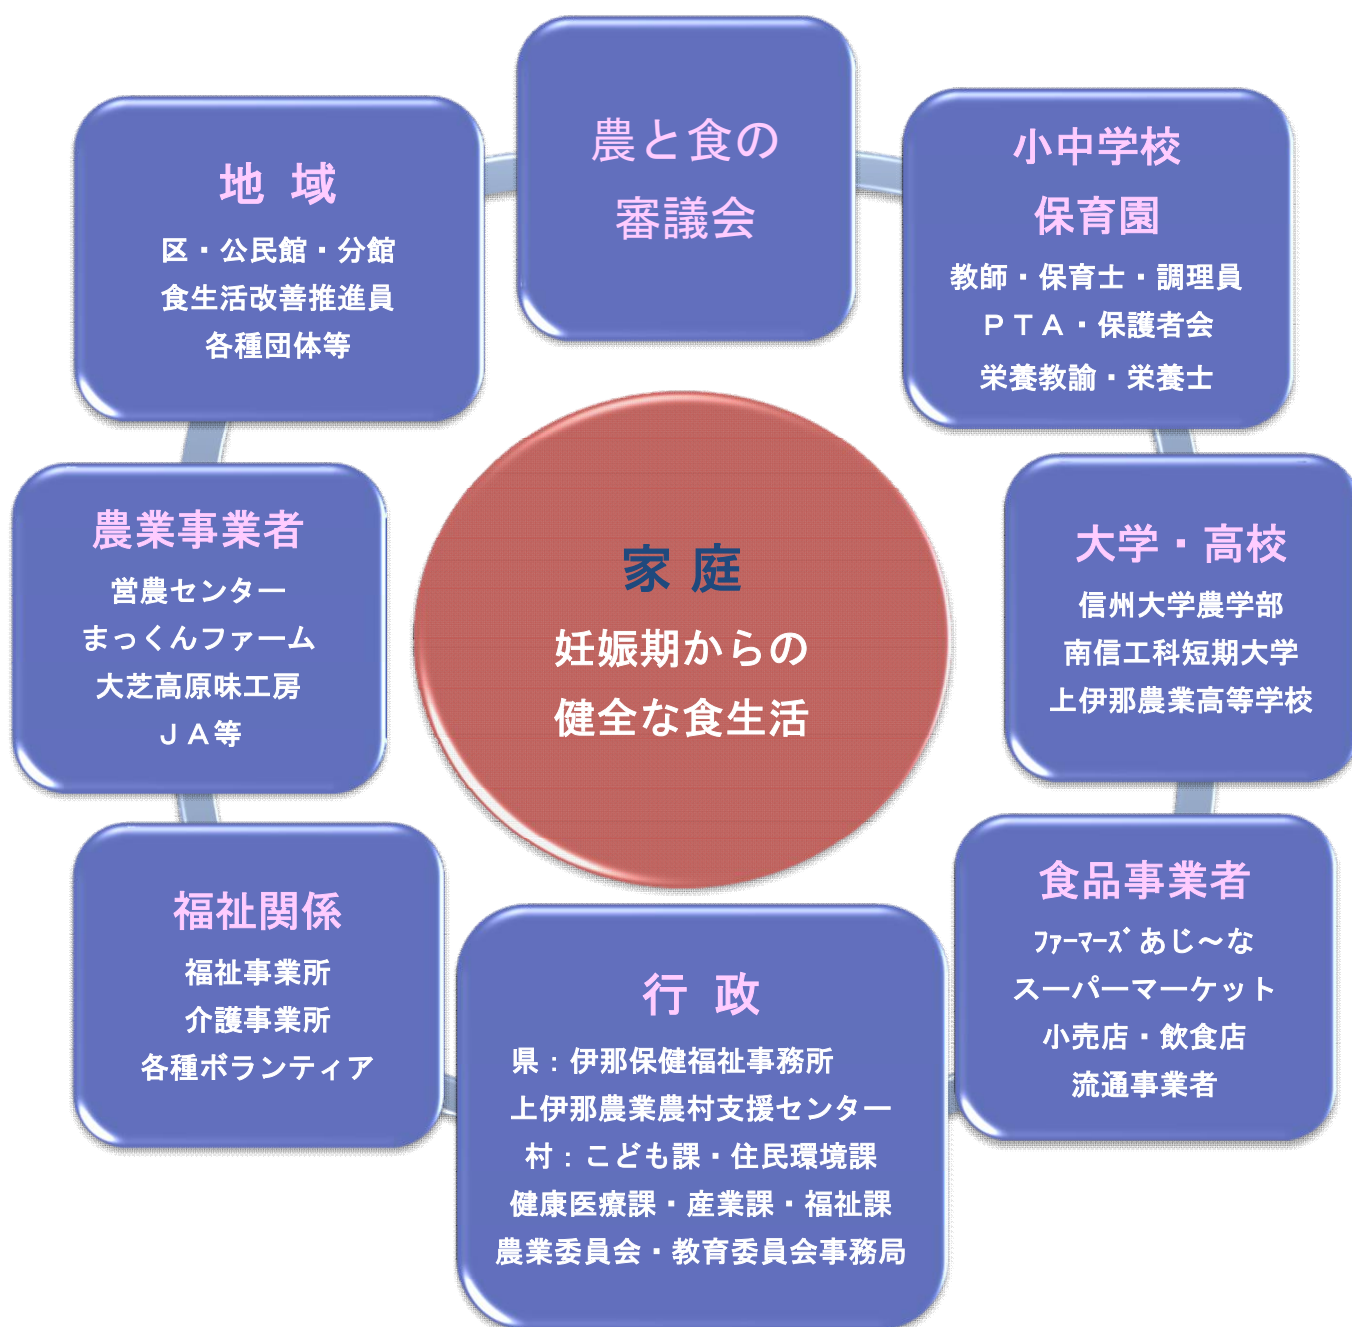 農と食の
審議会
小中学校
保育園
教師・保育士・調理員
ＰＴＡ・保護者会
栄養教諭・栄養士
大学・高校
信州大学農学部
南信工科短期大学
上伊那農業高等学校
食品事業者
ﾌｧｰﾏｰｽﾞあじ～な
スーパーマーケット
小売店・飲食店
流通事業者
行 政
県：伊那保健福祉事務所
上伊那農業農村支援センター
村：こども課・住民環境課
健康医療課・産業課・福祉課
農業委員会・教育委員会事務局
福祉関係
福祉事業所
介護事業所
各種ボランティア
農業事業者
営農センター
まっくんファーム
大芝高原味工房
ＪＡ等
地 域
区・公民館・分館
食生活改善推進員
各種団体等
家 庭
妊娠期からの
健全な食生活